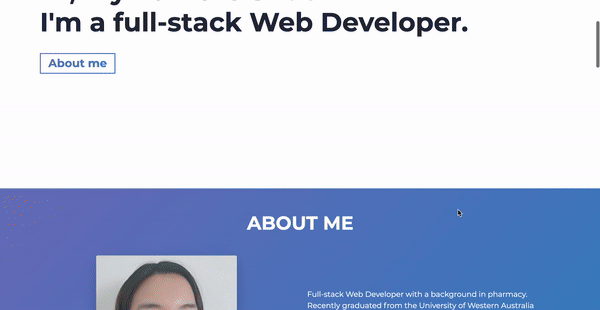 I'm a full-stack Web Developer.
About me
ABOUT ME
Full-stack Web Developer with a background in pharmacy.
Recently graduated from the University of Western Australia